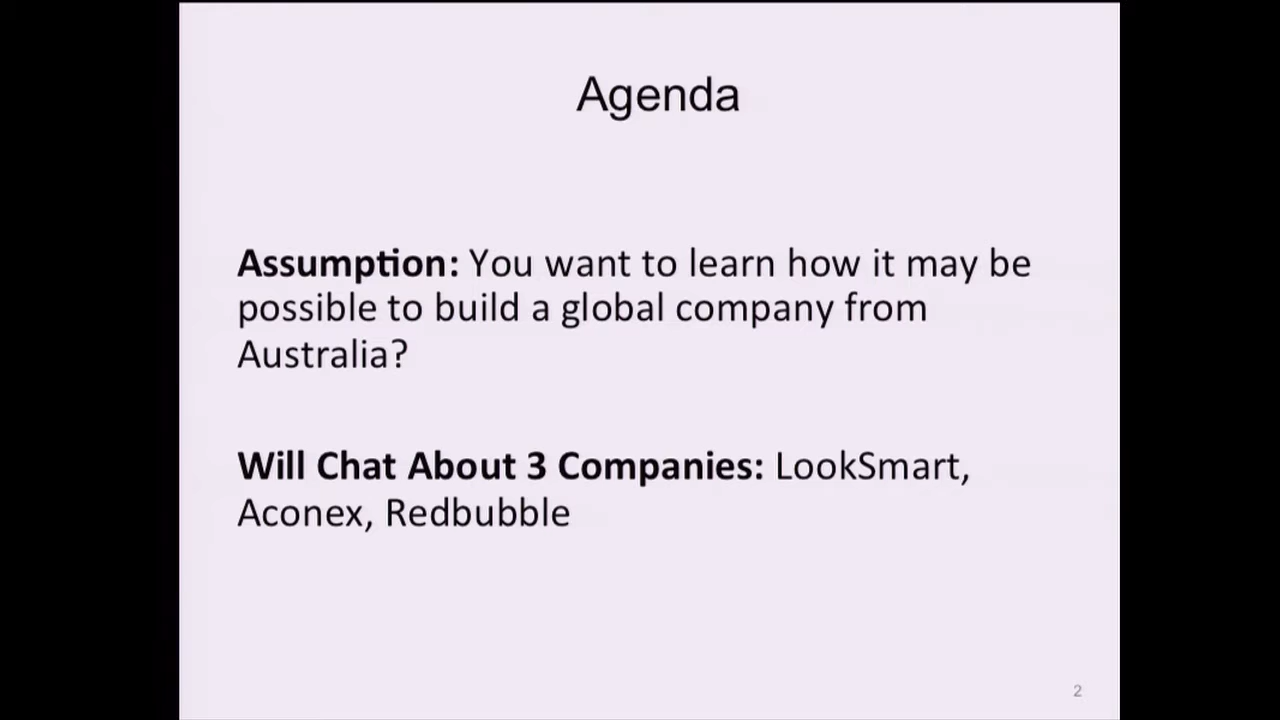 Agenda
Assumption: You want to learn how it may be
possible to build a global company from
Australia?
Will Chat About 3 Companies: LookSmart,
Aconex, Redbubble
2